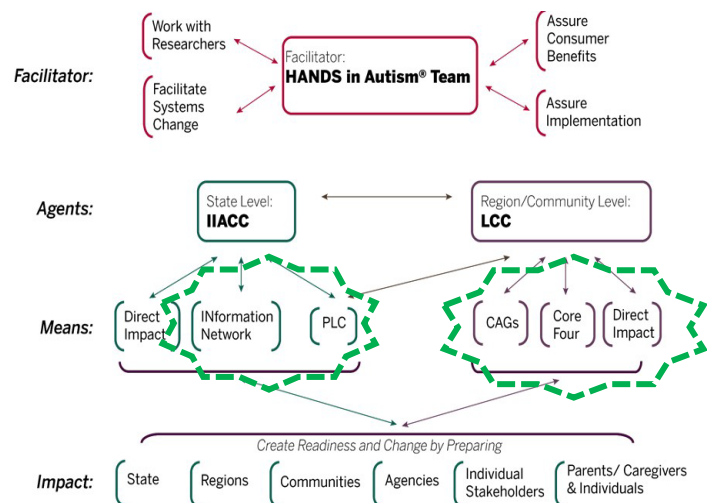 Work with
Researchers
Assure
Consumer
Benefits
Facilitator:
Facilitator:
HANDS in Autism® Team
Facilitate
Systems
Change
Assure
Implementation
Agents:
State Level:
IIACC
Region/Community Level:
LCC
Means:
Direct
Impact
INformation
Network
PLC
CAGs
Core
Four
Direct
Impact
Create Readiness and Change by Preparing
Impact:
State
Regions
Communities
Agencies
Individual
Stakeholders
Parents/ Caregivers
& Individuals